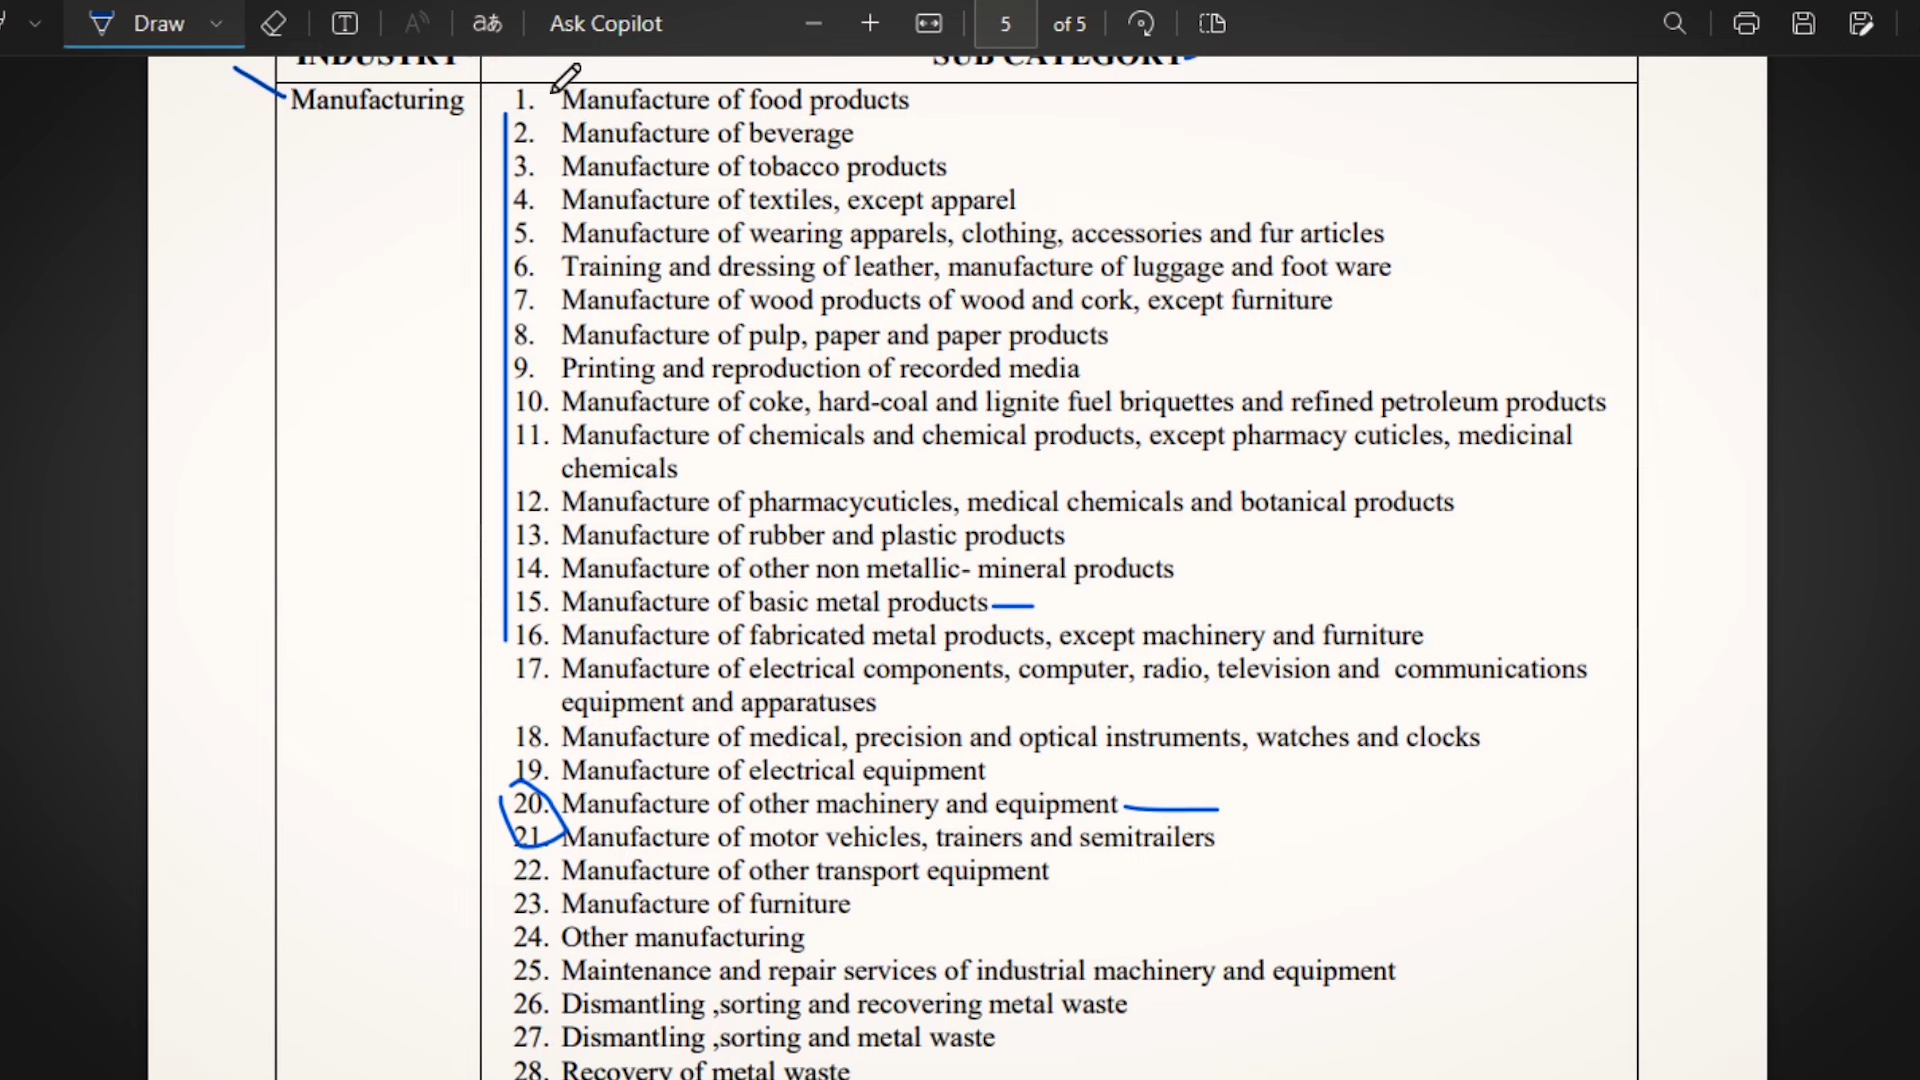 Draw
Ask Copilot
5 of 5
INDUSTRY SUB CATEGORY
Manufacturing
1. Manufacture of food products
2. Manufacture of beverage
3. Manufacture of tobacco products
4. Manufacture of textiles, except apparel
5. Manufacture of wearing apparels, clothing, accessories and fur articles
6. Training and dressing of leather, manufacture of luggage and foot ware
7. Manufacture of wood products of wood and cork, except furniture
8. Manufacture of pulp, paper and paper products
9. Printing and reproduction of recorded media
10. Manufacture of coke, hard-coal and lignite fuel briquettes and refined petroleum products
11. Manufacture of chemicals and chemical products, except pharmacy cuticles, medicinal
chemicals
12. Manufacture of pharmacycuticles, medical chemicals and botanical products
13. Manufacture of rubber and plastic products
14. Manufacture of other non metallic- mineral products
15. Manufacture of basic metal products
16. Manufacture of fabricated metal products, except machinery and furniture
17. Manufacture of electrical components, computer, radio, television and communications
equipment and apparatuses
18. Manufacture of medical, precision and optical instruments, watches and clocks
19. Manufacture of electrical equipment
20. Manufacture of other machinery and equipment
21. Manufacture of motor vehicles, trainers and semitrailers
22. Manufacture of other transport equipment
23. Manufacture of furniture
24. Other manufacturing
25. Maintenance and repair services of industrial machinery and equipment
26. Dismantling ,sorting and recovering metal waste
27. Dismantling ,sorting and metal waste
28. Recovery of metal waste